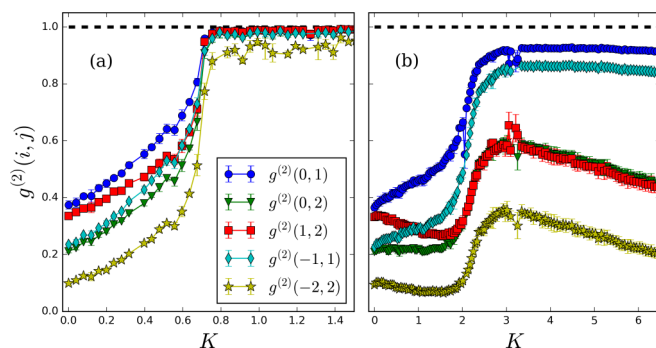 (a)
(b)
g^{(2)}(i, j)
1.0
0.8
0.6
0.4
0.2
0.0
g^{(2)}(0, 1)
g^{(2)}(0, 2)
g^{(2)}(1, 2)
g^{(2)}(−1, 1)
g^{(2)}(−2, 2)
0.0 0.2 0.4 0.6 0.8 1.0 1.2 1.4
0 1 2 3 4 5 6
K
K